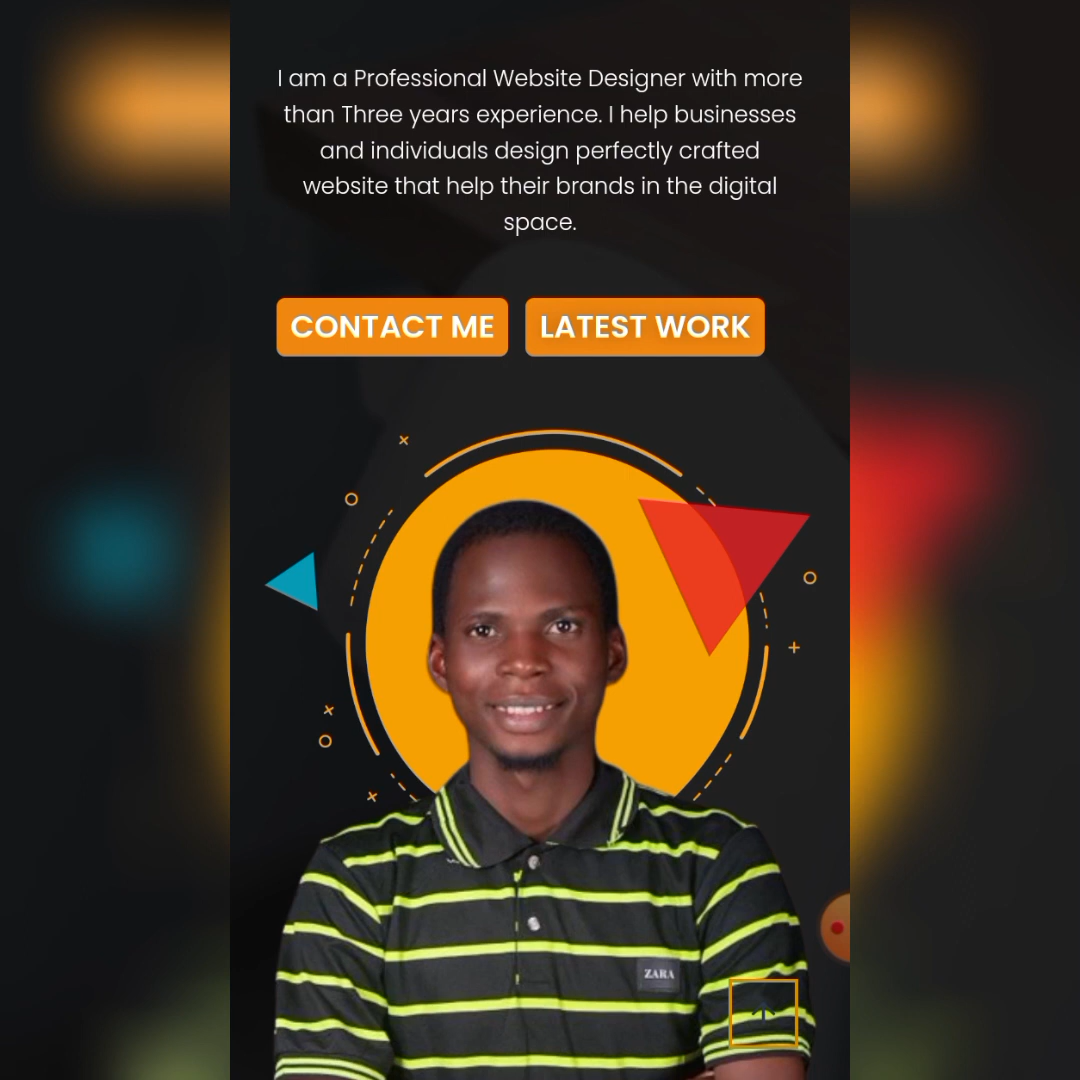 I am a Professional Website Designer with more
than Three years experience. I help businesses
and individuals design perfectly crafted
website that help their brands in the digital
space.
CONTACT ME
LATEST WORK
ZARA